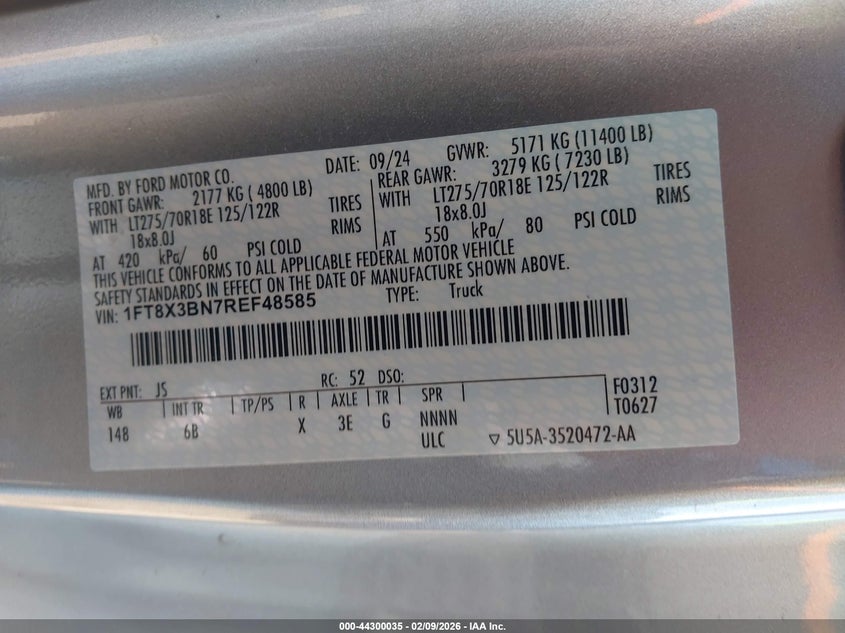 MFD. BY FORD MOTOR CO. DATE: 09/24 GVWR: 5171 KG (11400 LB)
FRONT GAWR: 2177 KG (4800 LB) REAR GAWR: 3279 KG (7230 LB)
WITH LT275/70R18E 125/122R TIRES WITH LT275/70R18E 125/122R TIRES
18x8.0J RIMS 18x8.0J RIMS
AT 420 kPa/ 60 PSI COLD AT 550 kPa/ 80 PSI COLD
THIS VEHICLE CONFORMS TO ALL APPLICABLE FEDERAL MOTOR VEHICLE
SAFETY STANDARDS IN EFFECT ON THE DATE OF MANUFACTURE SHOWN ABOVE.
VIN: 1FT8X3BN7REF48585 TYPE: Truck
EXT PNT: JS RC: 52 DSO:
WB INT TR TP/PS R AXLE TR SPR F0312
148 6B X 3E G NNNN T0627
ULC ▽ 5U5A-3520472-AA
000-44300035 - 02/09/2026 - IAA Inc.